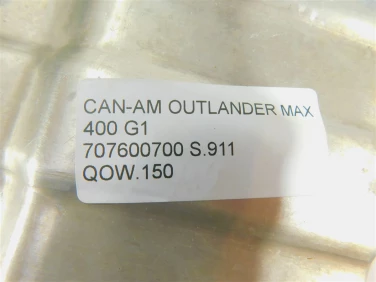 CAN-AM OUTLANDER MAX
400 G1
707600700 S.911
QOW.150